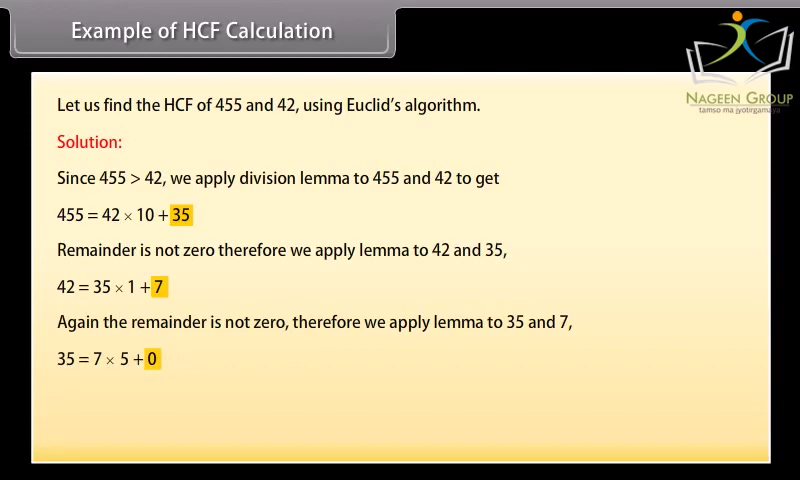 Example of HCF Calculation
NAGEEN GROUP
tamso ma jyotirgamaya
Let us find the HCF of 455 and 42, using Euclid's algorithm.
Solution:
Since 455 > 42, we apply division lemma to 455 and 42 to get
455 = 42 × 10 + 35
Remainder is not zero therefore we apply lemma to 42 and 35,
42 = 35 × 1 + 7
Again the remainder is not zero, therefore we apply lemma to 35 and 7,
35 = 7 × 5 + 0